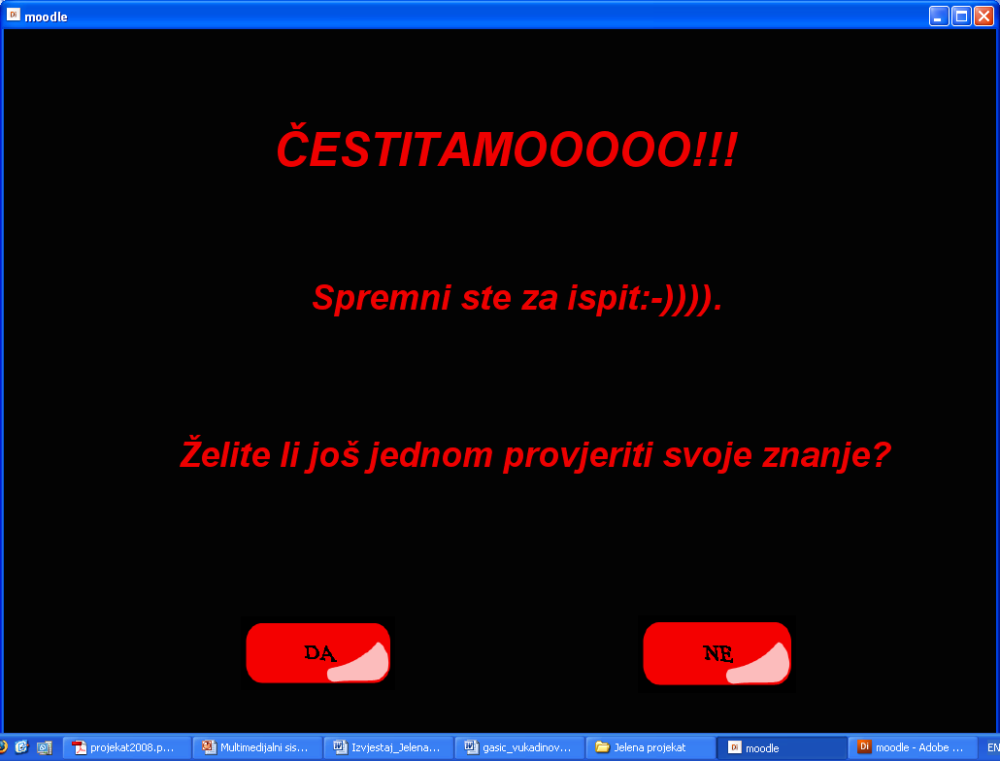 moodle
ČESTITAMOOOOO!!!
Spremni ste za ispit:-)))).
Želite li još jednom provjeriti svoje znanje?
DA
NE
projekat2008.p...
Multimedijalni sis...
Izvjestaj_Jelena...
gasic_vukadinov...
Jelena projekat
moodle
moodle - Adobe ...
EN